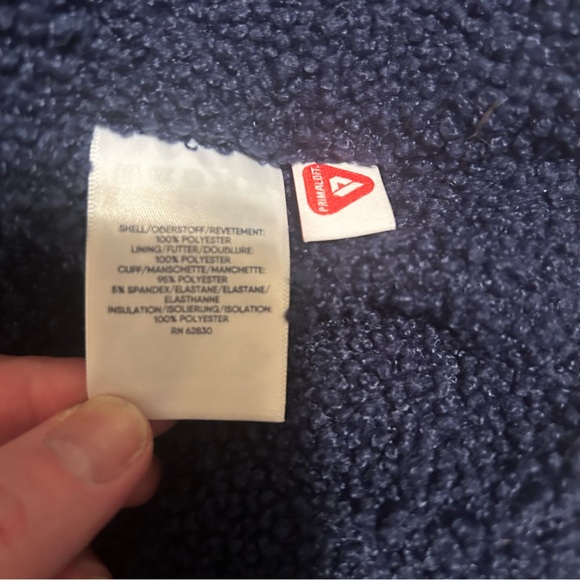 SHELL/OBERSTOFF/REVETEMENT:
100% POLYESTER
LINING/FUTTER/DOUBLURE:
100% POLYESTER
CUFF/MANSCHETTE/MANCHETTE:
95% POLYESTER
5% SPANDEX/ELASTANE/ELASTANE/
ELASTHANNE
INSULATION/ISOLIERUNG/ISOLATION:
100% POLYESTER
RN 62830
PRIMALOFT